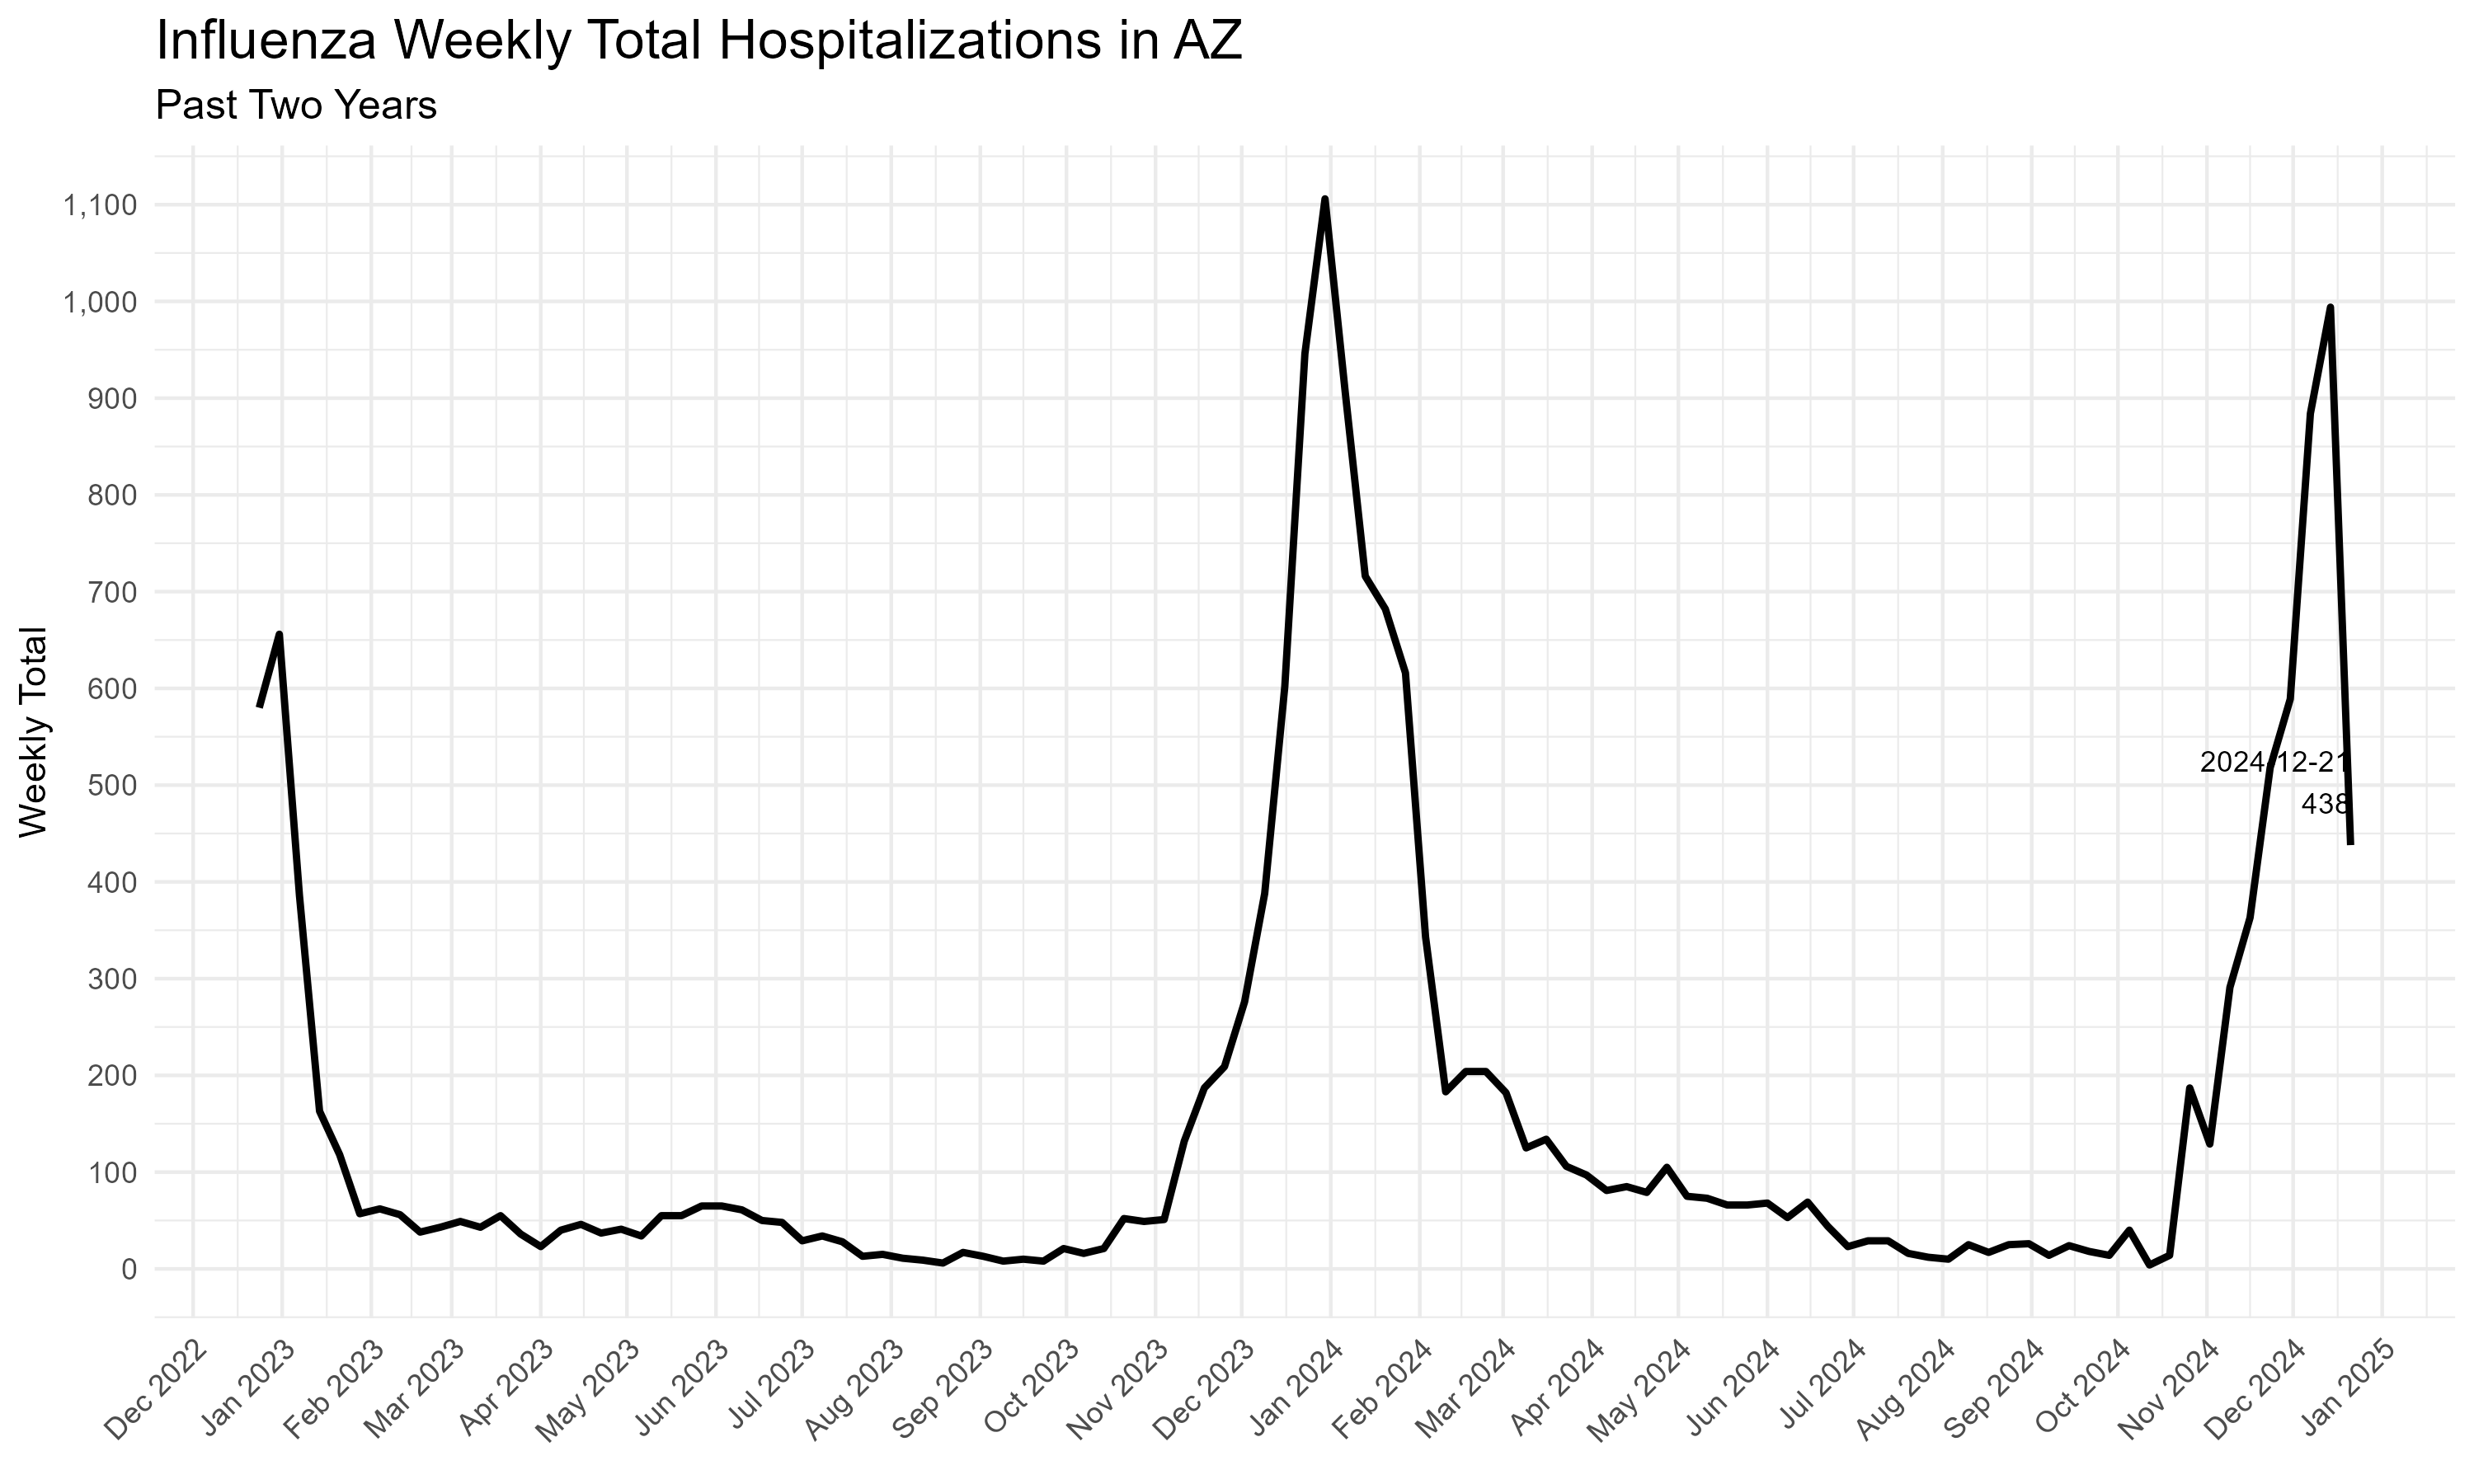 Influenza Weekly Total Hospitalizations in AZ
Past Two Years
Weekly Total
1,100
1,000
900
800
700
600
500
400
300
200
100
0
2024-12-21
438
Dec 2022
Jan 2023
Feb 2023
Mar 2023
Apr 2023
May 2023
Jun 2023
Jul 2023
Aug 2023
Sep 2023
Oct 2023
Nov 2023
Dec 2023
Jan 2024
Feb 2024
Mar 2024
Apr 2024
May 2024
Jun 2024
Jul 2024
Aug 2024
Sep 2024
Oct 2024
Nov 2024
Dec 2024
Jan 2025